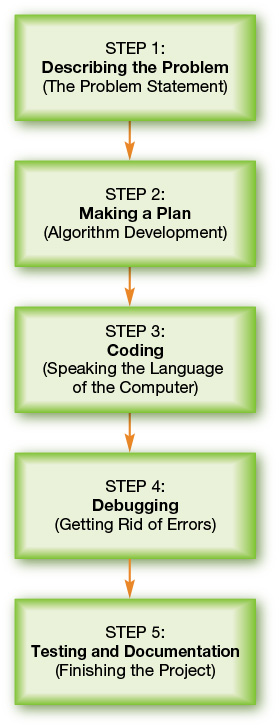 STEP 1:
Describing the Problem
(The Problem Statement)
STEP 2:
Making a Plan
(Algorithm Development)
STEP 3:
Coding
(Speaking the Language
of the Computer)
STEP 4:
Debugging
(Getting Rid of Errors)
STEP 5:
Testing and Documentation
(Finishing the Project)